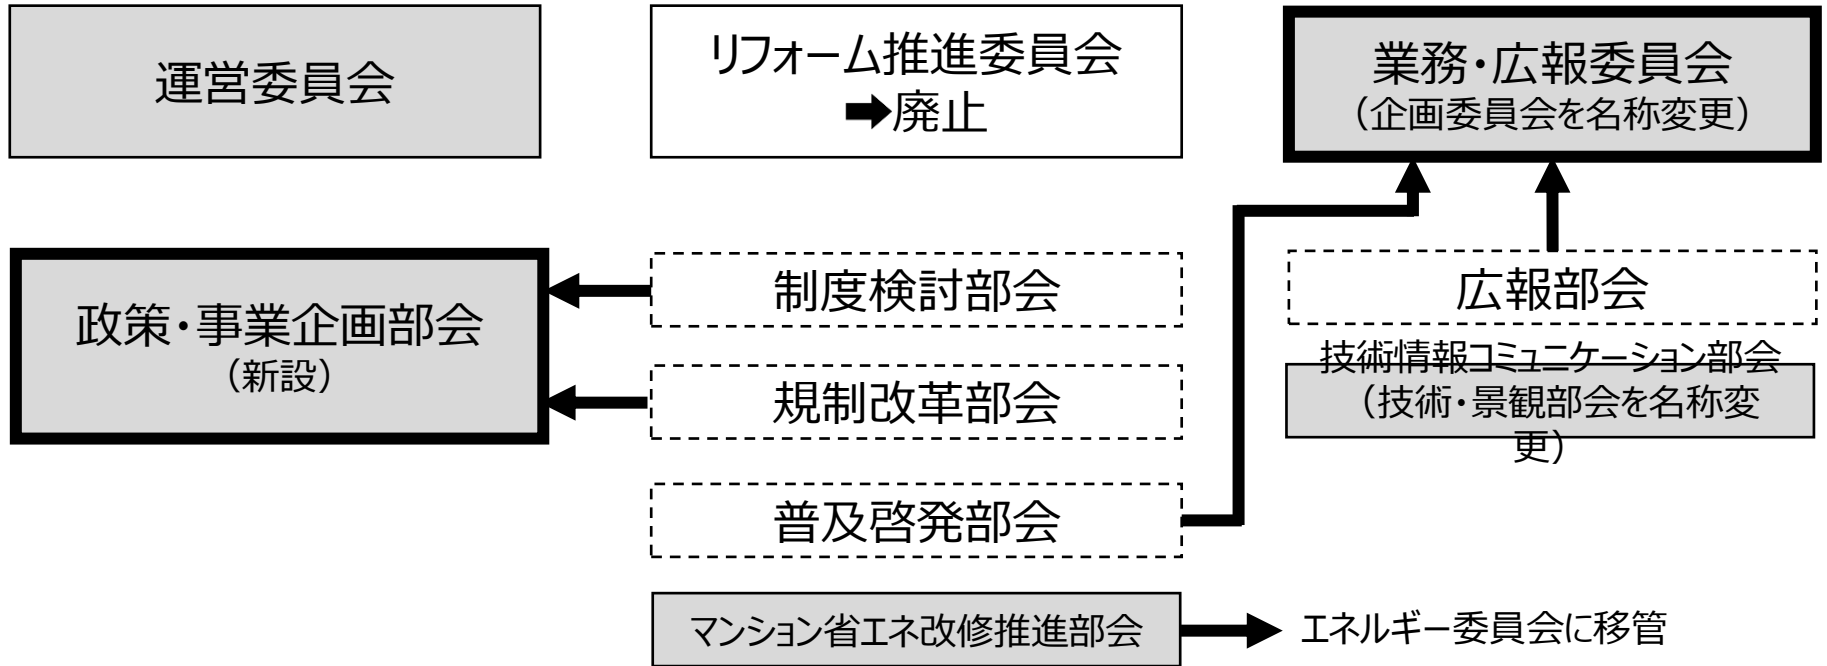 運営委員会
リフォーム推進委員会
➡廃止
業務・広報委員会
（企画委員会を名称変更）
政策・事業企画部会
（新設）
制度検討部会
規制改革部会
普及啓発部会
マンション省エネ改修推進部会
エネルギー委員会に移管
広報部会
技術情報コミュニケーション部会
（技術・景観部会を名称変
更）